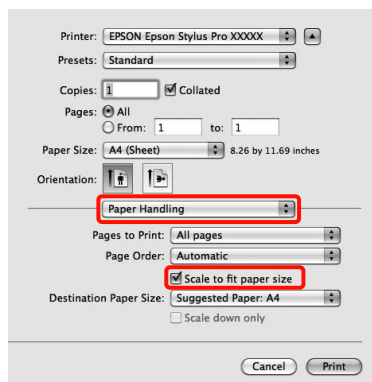 Printer: EPSON Epson Stylus Pro XXXXX
Presets: Standard
Copies: 1 Collated
Pages: All
From: 1 to: 1
Paper Size: A4 (Sheet) 8.26 by 11.69 inches
Orientation:
Paper Handling
Pages to Print: All pages
Page Order: Automatic
Scale to fit paper size
Destination Paper Size: Suggested Paper: A4
Scale down only
Cancel Print